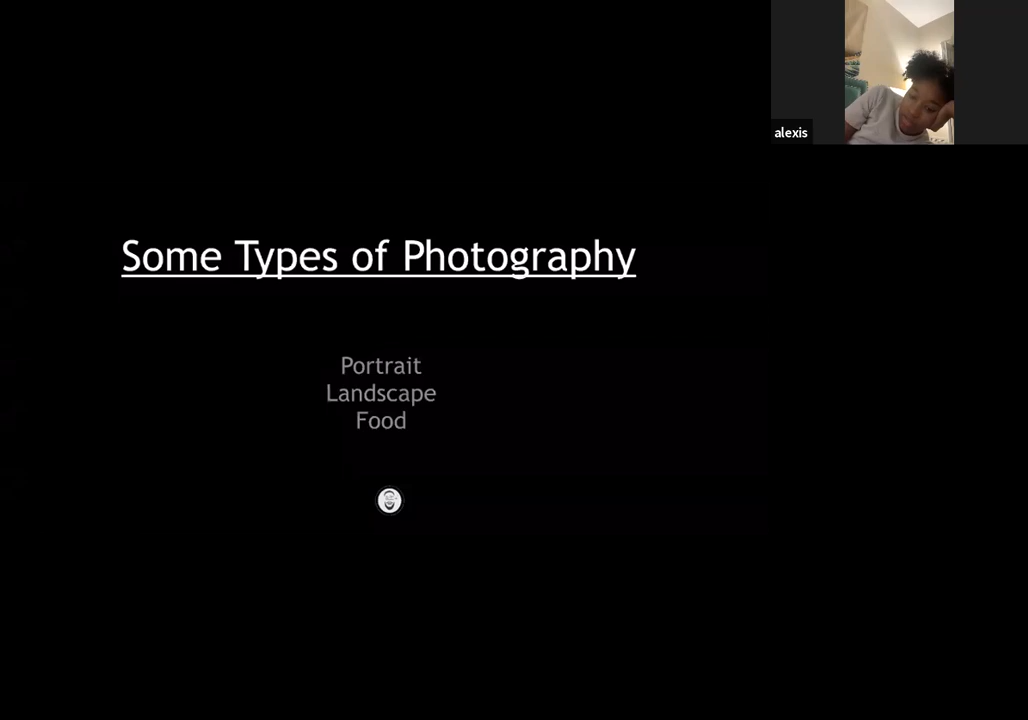 alexis
Some Types of Photography
Portrait
Landscape
Food